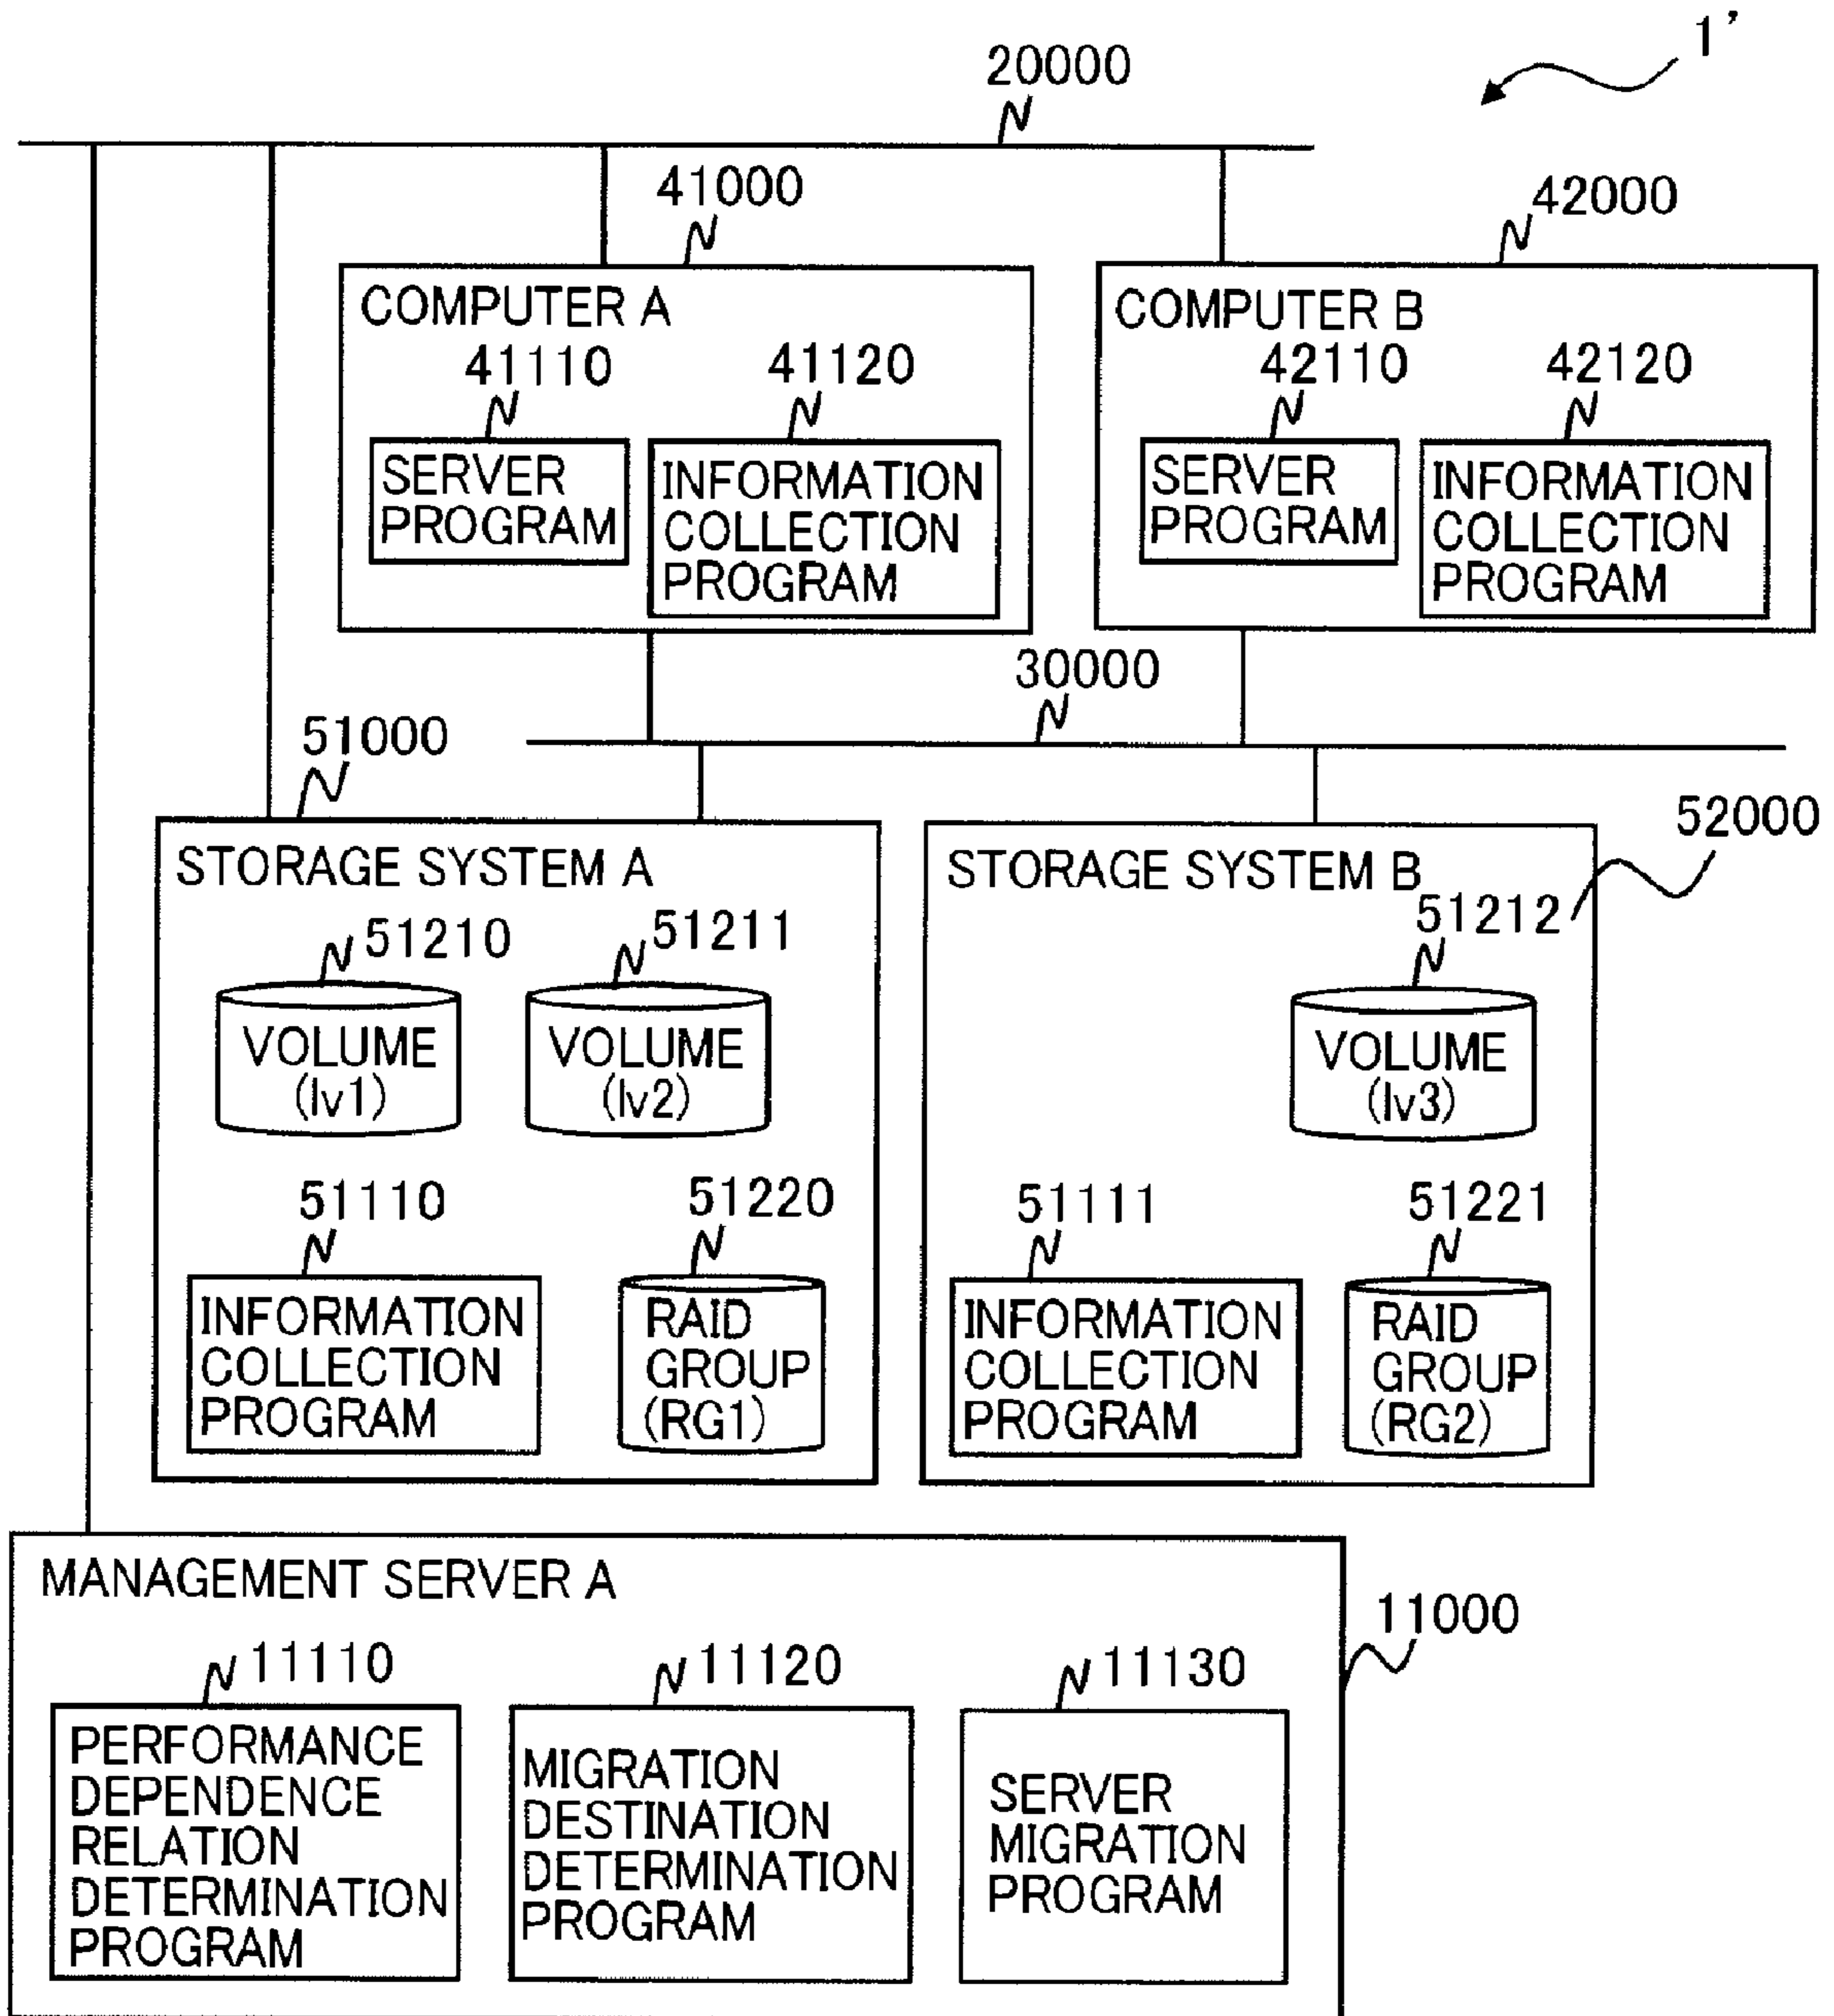 1’
20000
41000
42000
COMPUTER A
COMPUTER B
41110
41120
42110
42120
SERVER
PROGRAM
INFORMATION
COLLECTION
PROGRAM
SERVER
PROGRAM
INFORMATION
COLLECTION
PROGRAM
30000
51000
52000
STORAGE SYSTEM A
STORAGE SYSTEM B
51210
51211
51212
VOLUME
(lv1)
VOLUME
(lv2)
VOLUME
(lv3)
51110
51220
51111
51221
INFORMATION
COLLECTION
PROGRAM
RAID
GROUP
(RG1)
INFORMATION
COLLECTION
PROGRAM
RAID
GROUP
(RG2)
MANAGEMENT SERVER A
11000
11110
11120
11130
PERFORMANCE
DEPENDENCE
RELATION
DETERMINATION
PROGRAM
MIGRATION
DESTINATION
DETERMINATION
PROGRAM
SERVER
MIGRATION
PROGRAM